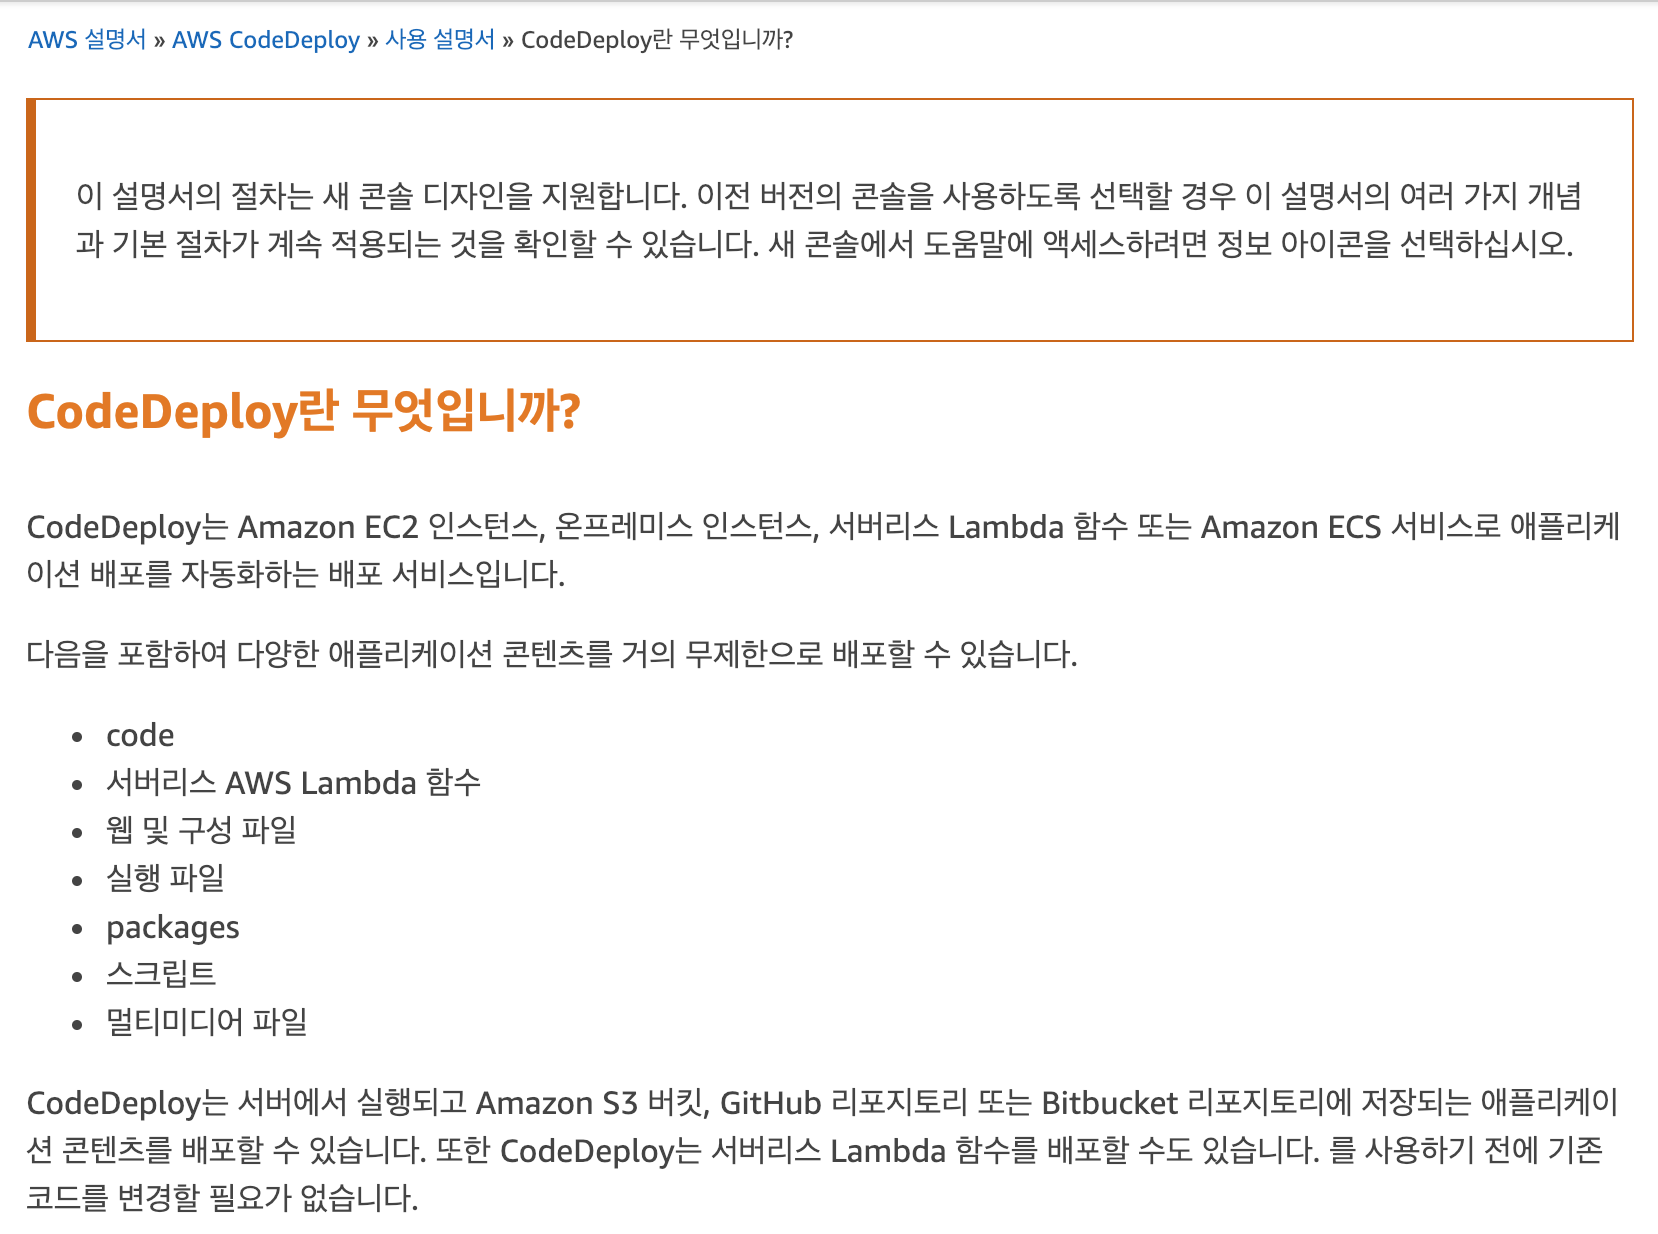 AWS 설명서 » AWS CodeDeploy » 사용 설명서 » CodeDeploy란 무엇입니까?
이 설명서의 절차는 새 콘솔 디자인을 지원합니다. 이전 버전의 콘솔을 사용하도록 선택할 경우 이 설명서의 여러 가지 개념
과 기본 절차가 계속 적용되는 것을 확인할 수 있습니다. 새 콘솔에서 도움말에 액세스하려면 정보 아이콘을 선택하십시오.
CodeDeploy란 무엇입니까?
CodeDeploy는 Amazon EC2 인스턴스, 온프레미스 인스턴스, 서버리스 Lambda 함수 또는 Amazon ECS 서비스로 애플리케
이션 배포를 자동화하는 배포 서비스입니다.
다음을 포함하여 다양한 애플리케이션 콘텐츠를 거의 무제한으로 배포할 수 있습니다.
• code
• 서버리스 AWS Lambda 함수
• 웹 및 구성 파일
• 실행 파일
• packages
• 스크립트
• 멀티미디어 파일
CodeDeploy는 서버에서 실행되고 Amazon S3 버킷, GitHub 리포지토리 또는 Bitbucket 리포지토리에 저장되는 애플리케이
션 콘텐츠를 배포할 수 있습니다. 또한 CodeDeploy는 서버리스 Lambda 함수를 배포할 수도 있습니다. 를 사용하기 전에 기존
코드를 변경할 필요가 없습니다.